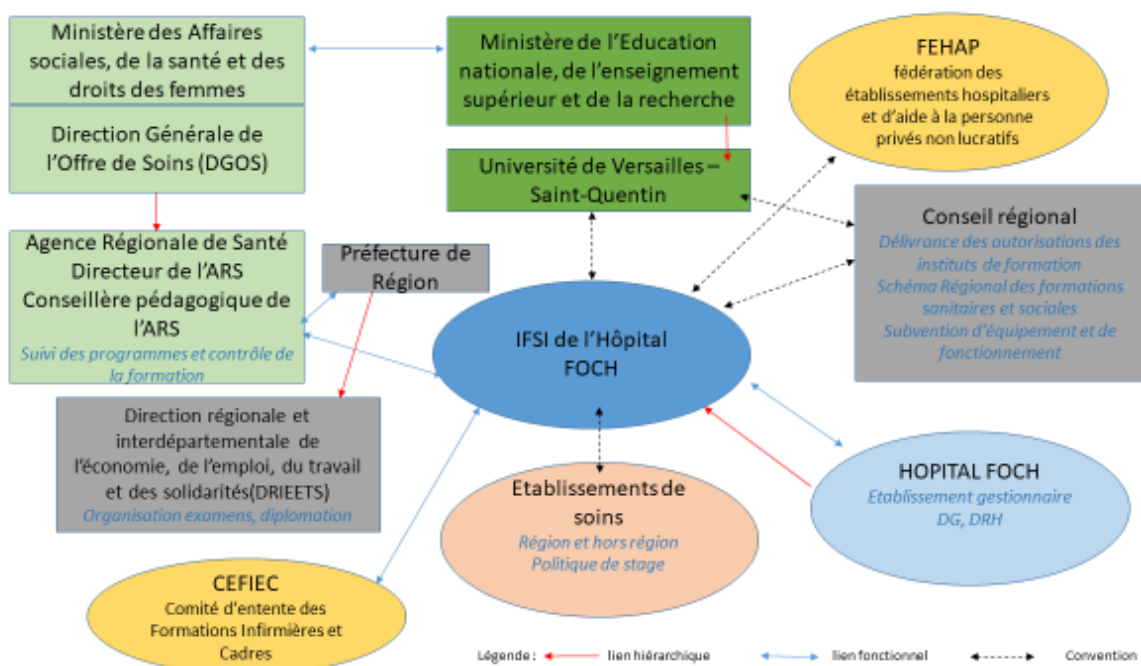 Ministère des Affaires
sociales, de la santé et des
droits des femmes
Direction Générale de
l'Offre de Soins (DGOS)
Ministère de l'Education
nationale, de l'enseignement
supérieur et de la recherche
Université de Versailles –
Saint-Quentin
FEHAP
fédération des
établissements hospitaliers
et d'aide à la personne
privés non lucratifs
Agence Régionale de Santé
Directeur de l'ARS
Conseillère pédagogique de
l'ARS
Suivi des programmes et contrôle de
la formation
Préfecture de
Région
Conseil régional
Délivrance des autorisations des
instituts de formation
Schéma Régional des formations
sanitaires et sociales
Subvention d'équipement et de
fonctionnement
IFSI de l'Hôpital
FOCH
Direction régionale et
interdépartementale de
l'économie, de l'emploi, du travail
et des solidarités(DRIEETS)
Organisation examens, diplomation
Etablissements de
soins
Région et hors région
Politique de stage
HOPITAL FOCH
Etablissement gestionnaire
DG, DRH
CEFIEC
Comité d'entente des
Formations Infirmières et
Cadres
Légende : lien hiérarchique lien fonctionnel Convention